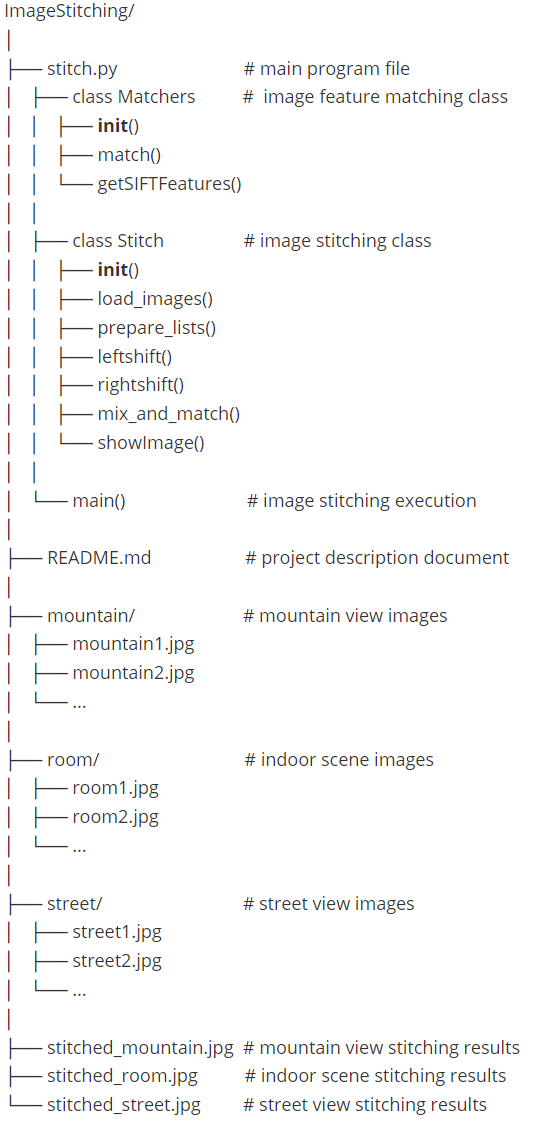 ImageStitching/
│
├── stitch.py # main program file
│ ├── class Matchers # image feature matching class
│ │ ├── init()
│ │ ├── match()
│ │ └── getSIFTFeatures()
│ │
│ ├── class Stitch # image stitching class
│ │ ├── init()
│ │ ├── load_images()
│ │ ├── prepare_lists()
│ │ ├── leftshift()
│ │ ├── rightshift()
│ │ ├── mix_and_match()
│ │ └── showImage()
│ │
│ └── main() # image stitching execution
│
├── README.md # project description document
│
├── mountain/ # mountain view images
│ ├── mountain1.jpg
│ ├── mountain2.jpg
│ └── ...
│
├── room/ # indoor scene images
│ ├── room1.jpg
│ ├── room2.jpg
│ └── ...
│
├── street/ # street view images
│ ├── street1.jpg
│ ├── street2.jpg
│ └── ...
│
├── stitched_mountain.jpg # mountain view stitching results
├── stitched_room.jpg # indoor scene stitching results
└── stitched_street.jpg # street view stitching results